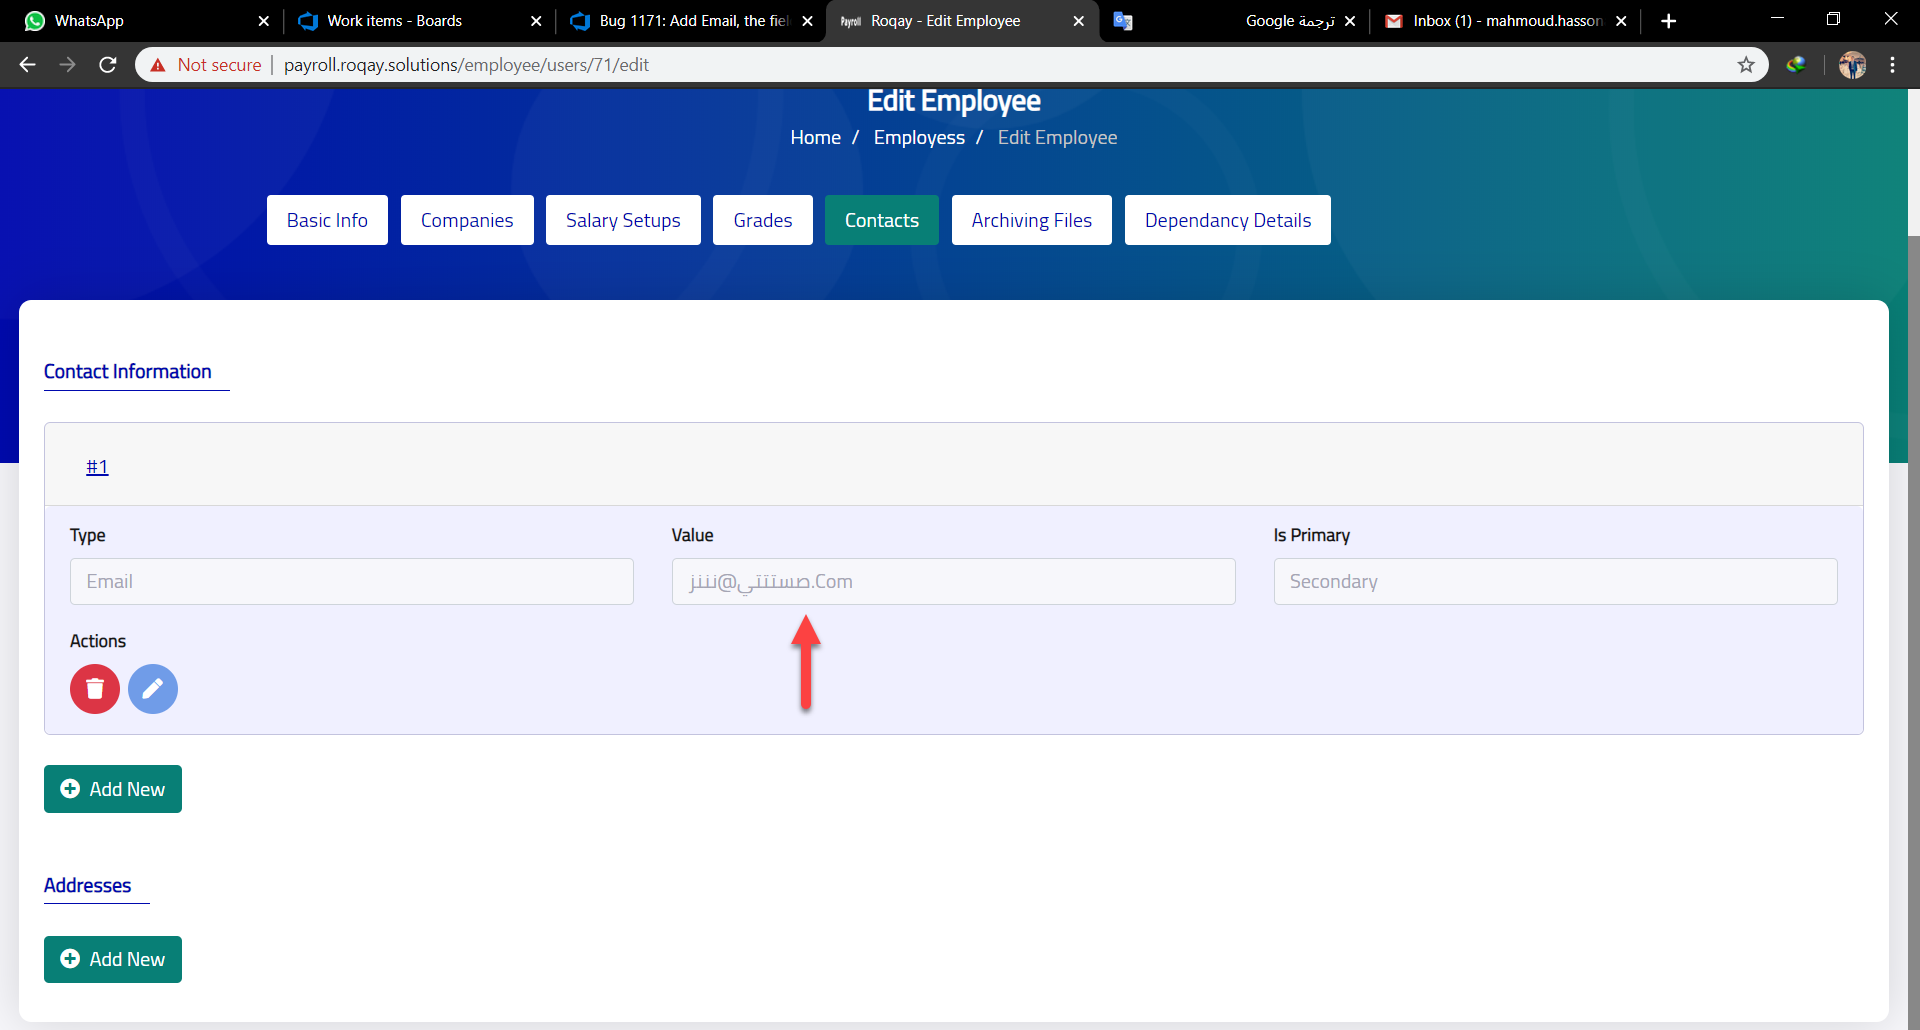 WhatsApp
Work items - Boards
Bug 1171: Add Email, the fiel
Payroll Roqay - Edit Employee
ترجمة Google
Inbox (1) - mahmoud.hasson
Not secure | payroll.roqay.solutions/employee/users/71/edit
Edit Employee
Home / Employess / Edit Employee
Basic Info
Companies
Salary Setups
Grades
Contacts
Archiving Files
Dependancy Details
Contact Information
#1
Type
Value
Is Primary
Email
صستتتي@نننز.Com
Secondary
Actions
Add New
Addresses
Add New